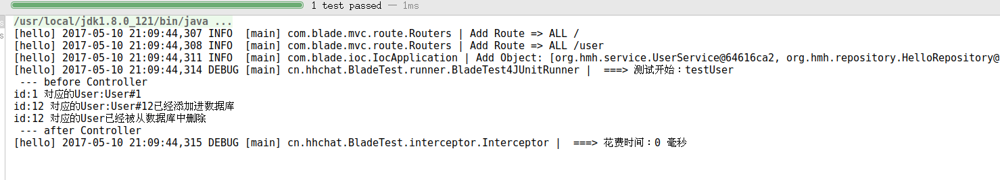 1 test passed — 1ms
/usr/local/jdk1.8.0_121/bin/java ...
[hello] 2017-05-10 21:09:44,307 INFO  [main] com.blade.mvc.route.Routers | Add Route => ALL /
[hello] 2017-05-10 21:09:44,308 INFO  [main] com.blade.mvc.route.Routers | Add Route => ALL /user
[hello] 2017-05-10 21:09:44,311 INFO  [main] com.blade.ioc.IocApplication | Add Object: [org.hmh.service.UserService@64616ca2, org.hmh.repository.HelloRepository@
[hello] 2017-05-10 21:09:44,314 DEBUG [main] cn.hhchat.BladeTest.runner.BladeTest4JUnitRunner |  ===> 测试开始：testUser
 --- before Controller
id:1 对应的User:User#1
id:12 对应的User:User#12已经添加进数据库
id:12 对应的User已经被从数据库中删除
 --- after Controller
[hello] 2017-05-10 21:09:44,315 DEBUG [main] cn.hhchat.BladeTest.interceptor.Interceptor |  ===> 花费时间：0 毫秒